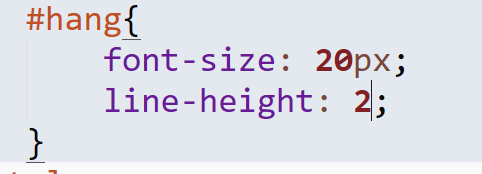 #hang{
    font-size: 20px;
    line-height: 2;
}